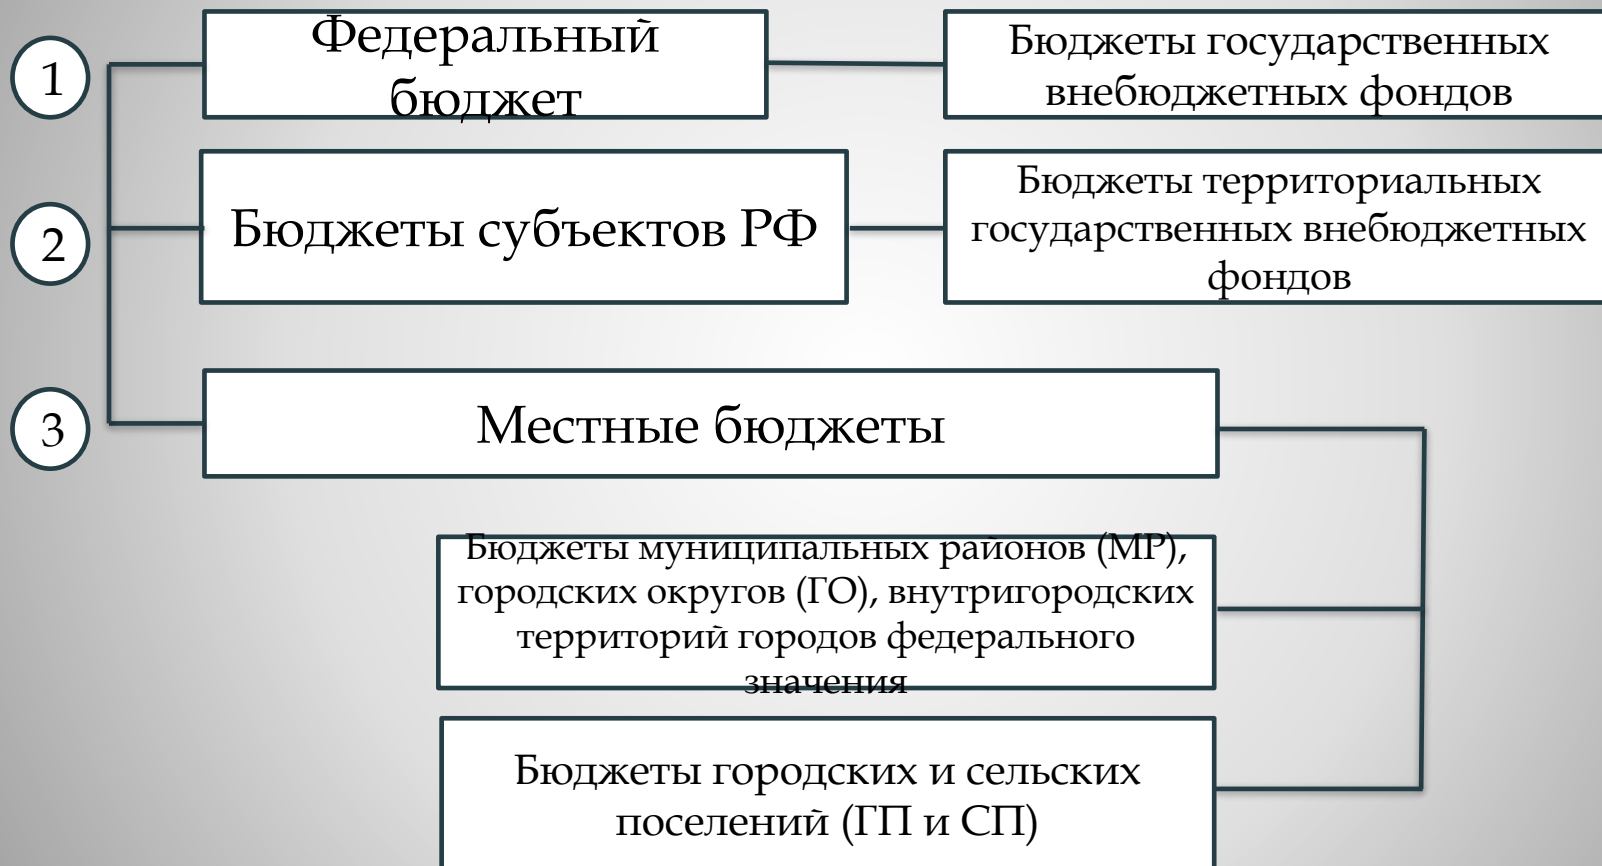 1
Федеральный
бюджет
Бюджеты государственных
внебюджетных фондов
2
Бюджеты субъектов РФ
Бюджеты территориальных
государственных внебюджетных
фондов
3
Местные бюджеты
Бюджеты муниципальных районов (МР),
городских округов (ГО), внутригородских
территорий городов федерального
значения
Бюджеты городских и сельских
поселений (ГП и СП)